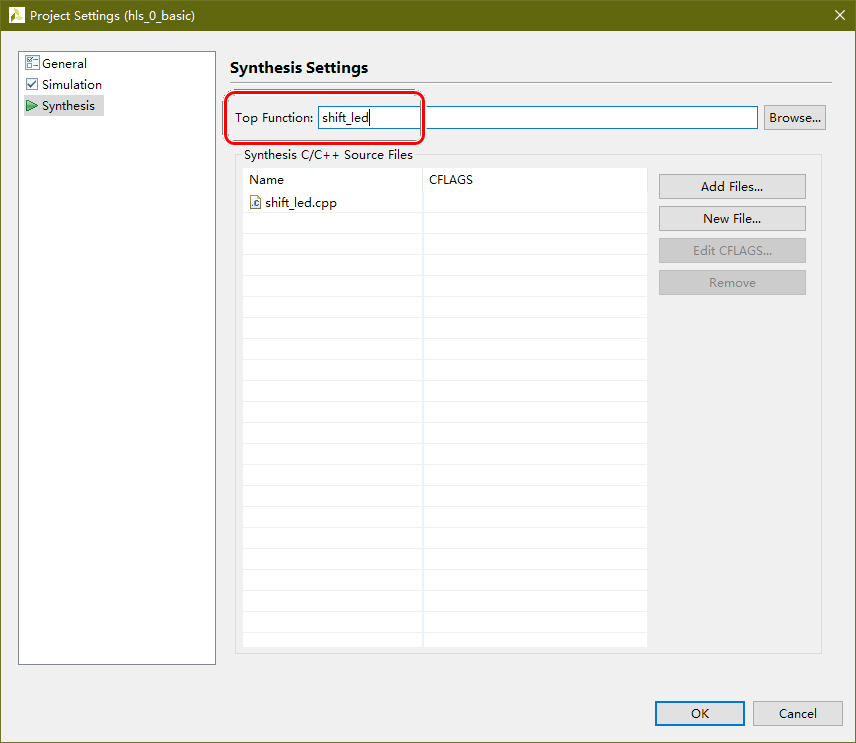 Project Settings (hls_0_basic)
General
Simulation
Synthesis
Synthesis Settings
Top Function: shift_led Browse...
Synthesis C/C++ Source Files
Name CFLAGS
shift_led.cpp
Add Files...
New File...
Edit CFLAGS...
Remove
OK Cancel